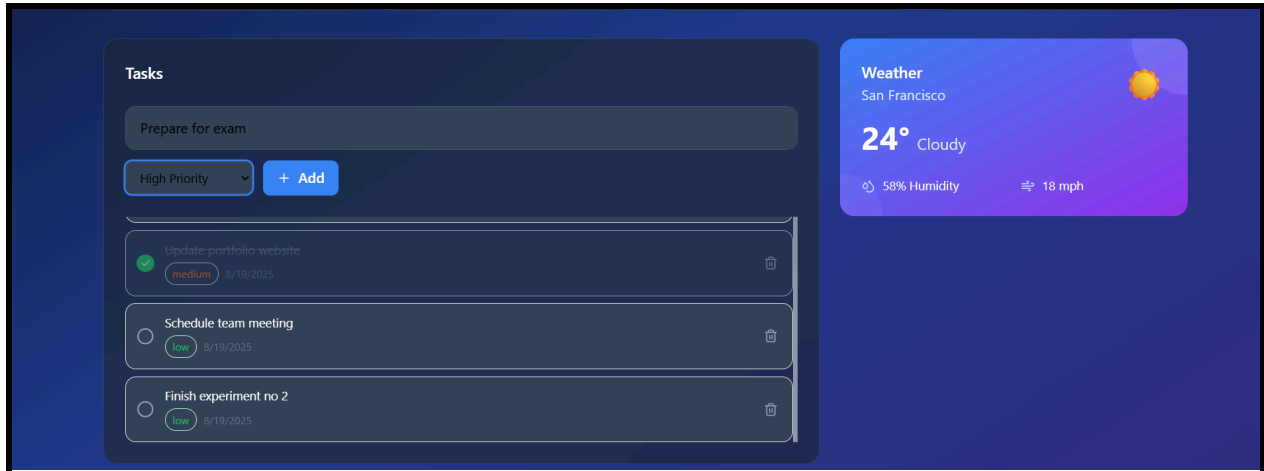 Tasks
Prepare for exam
High Priority
+ Add
Update portfolio website
medium 8/19/2025
Schedule team meeting
low 8/19/2025
Finish experiment no 2
low 8/19/2025
Weather
San Francisco
24° Cloudy
58% Humidity 18 mph